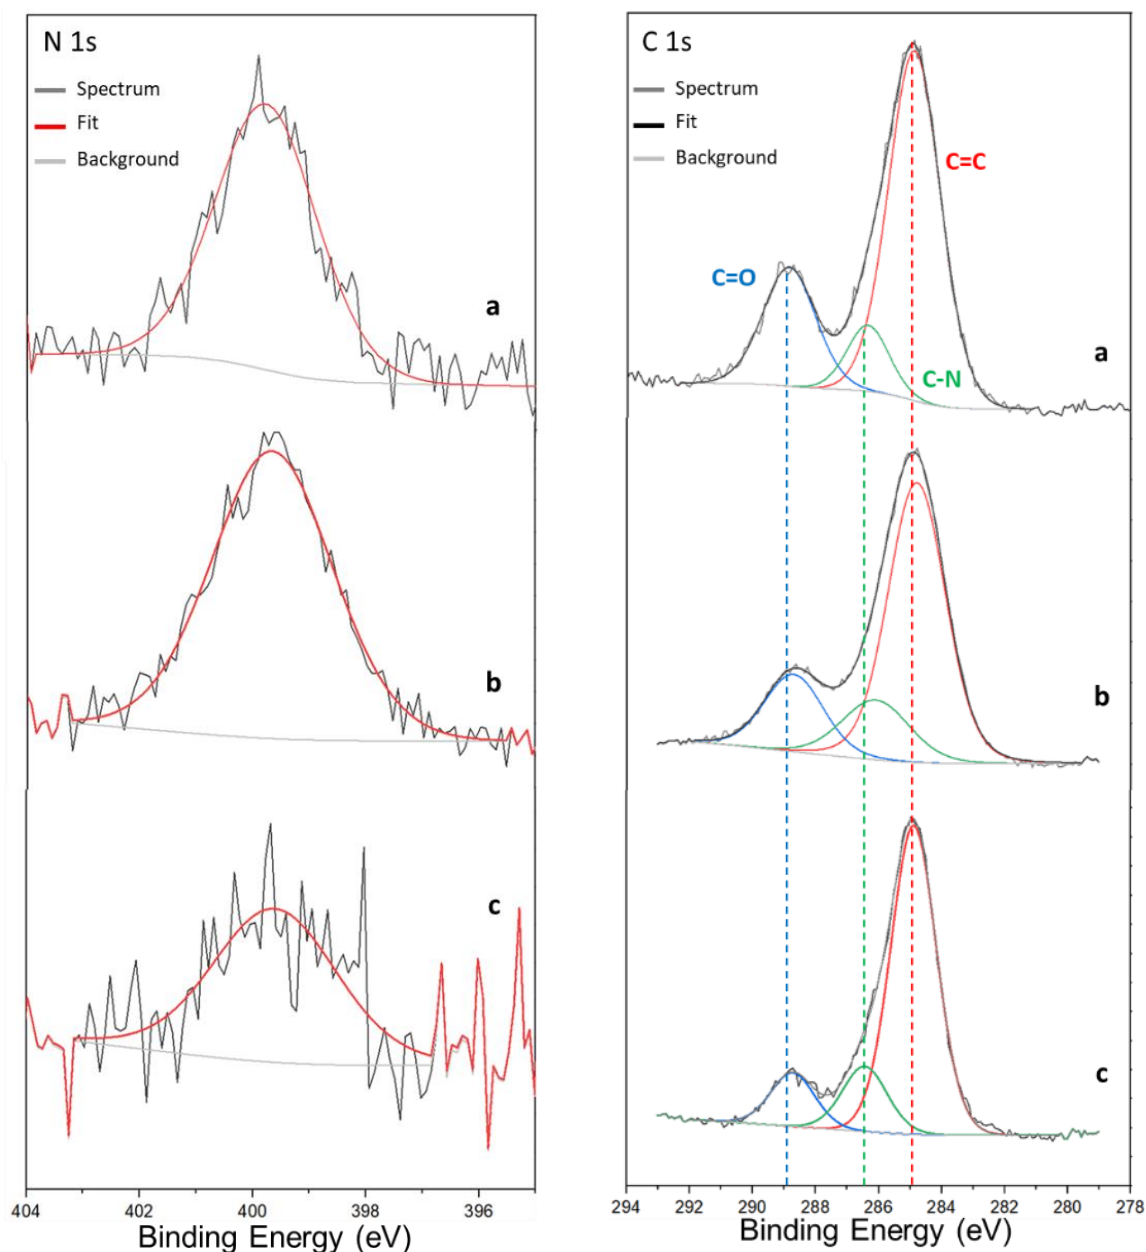 N 1s
Spectrum
Fit
Background
a
b
c
404 402 400 398 396
Binding Energy (eV)
C 1s
Spectrum
Fit
Background
C=C
C=O
C-N
a
b
c
294 292 290 288 286 284 282 280 278
Binding Energy (eV)